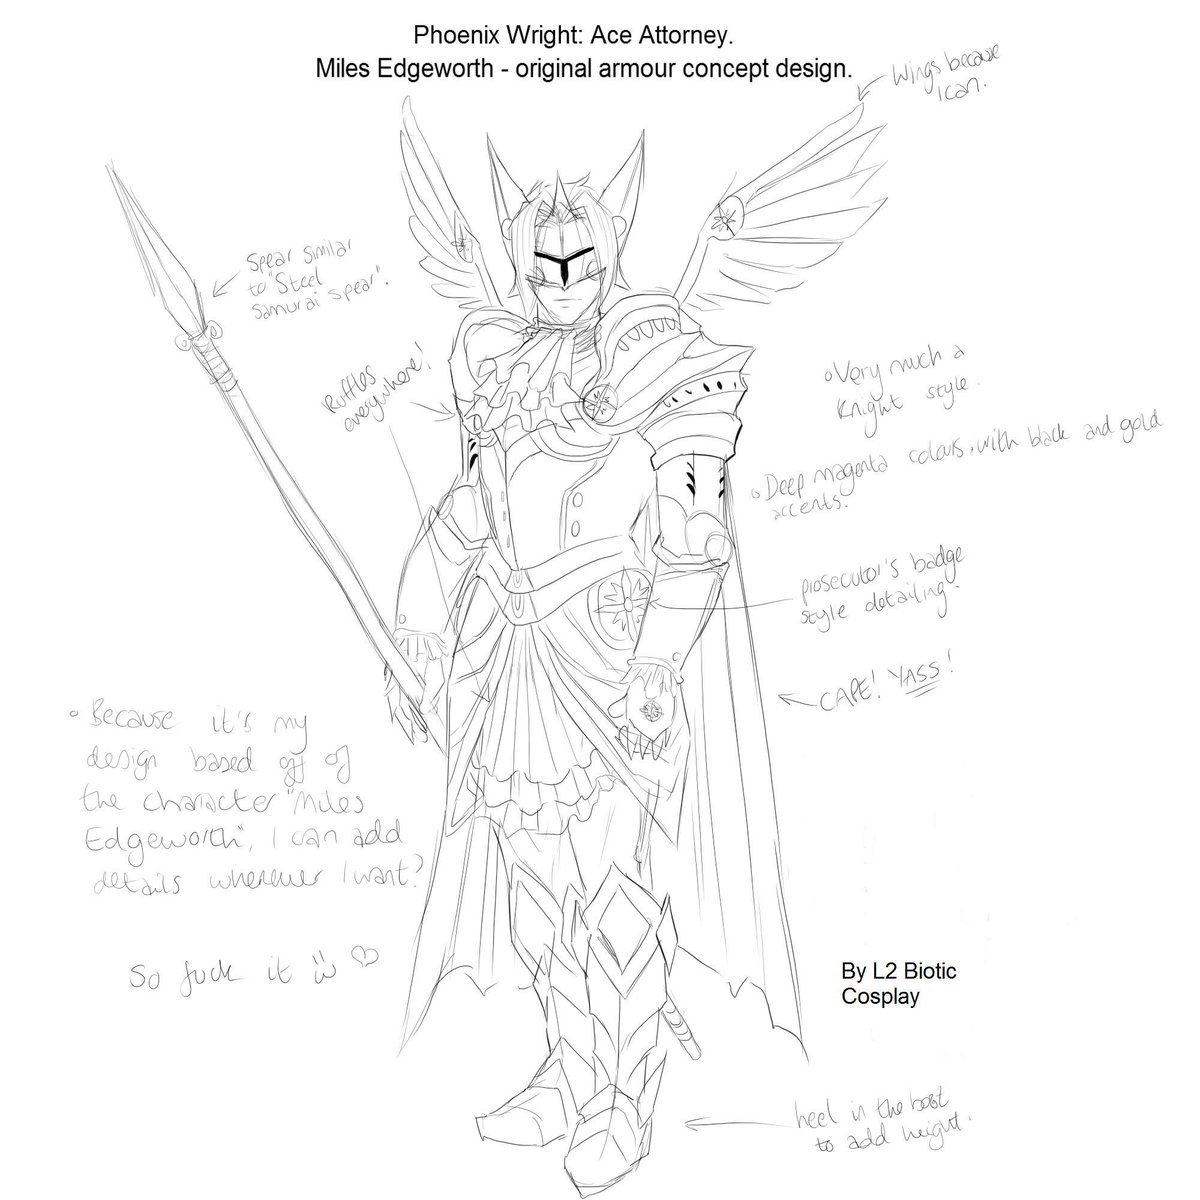 Phoenix Wright: Ace Attorney.
Miles Edgeworth - original armour concept design.
Wings because
I can.
Spear similar
to "Steel
Samurai spear".
Ruffles
everywhere!
Very much a
Knight style.
Deep magenta colours, with black and gold
accents.
prosecutor's badge
style detailing.
CAPE! YASS!
Because it's my
design based off of
the character "Miles
Edgeworth", I can add
details wherever I want?
So fuck it
By L2 Biotic
Cosplay
heel in the boot
to add height.